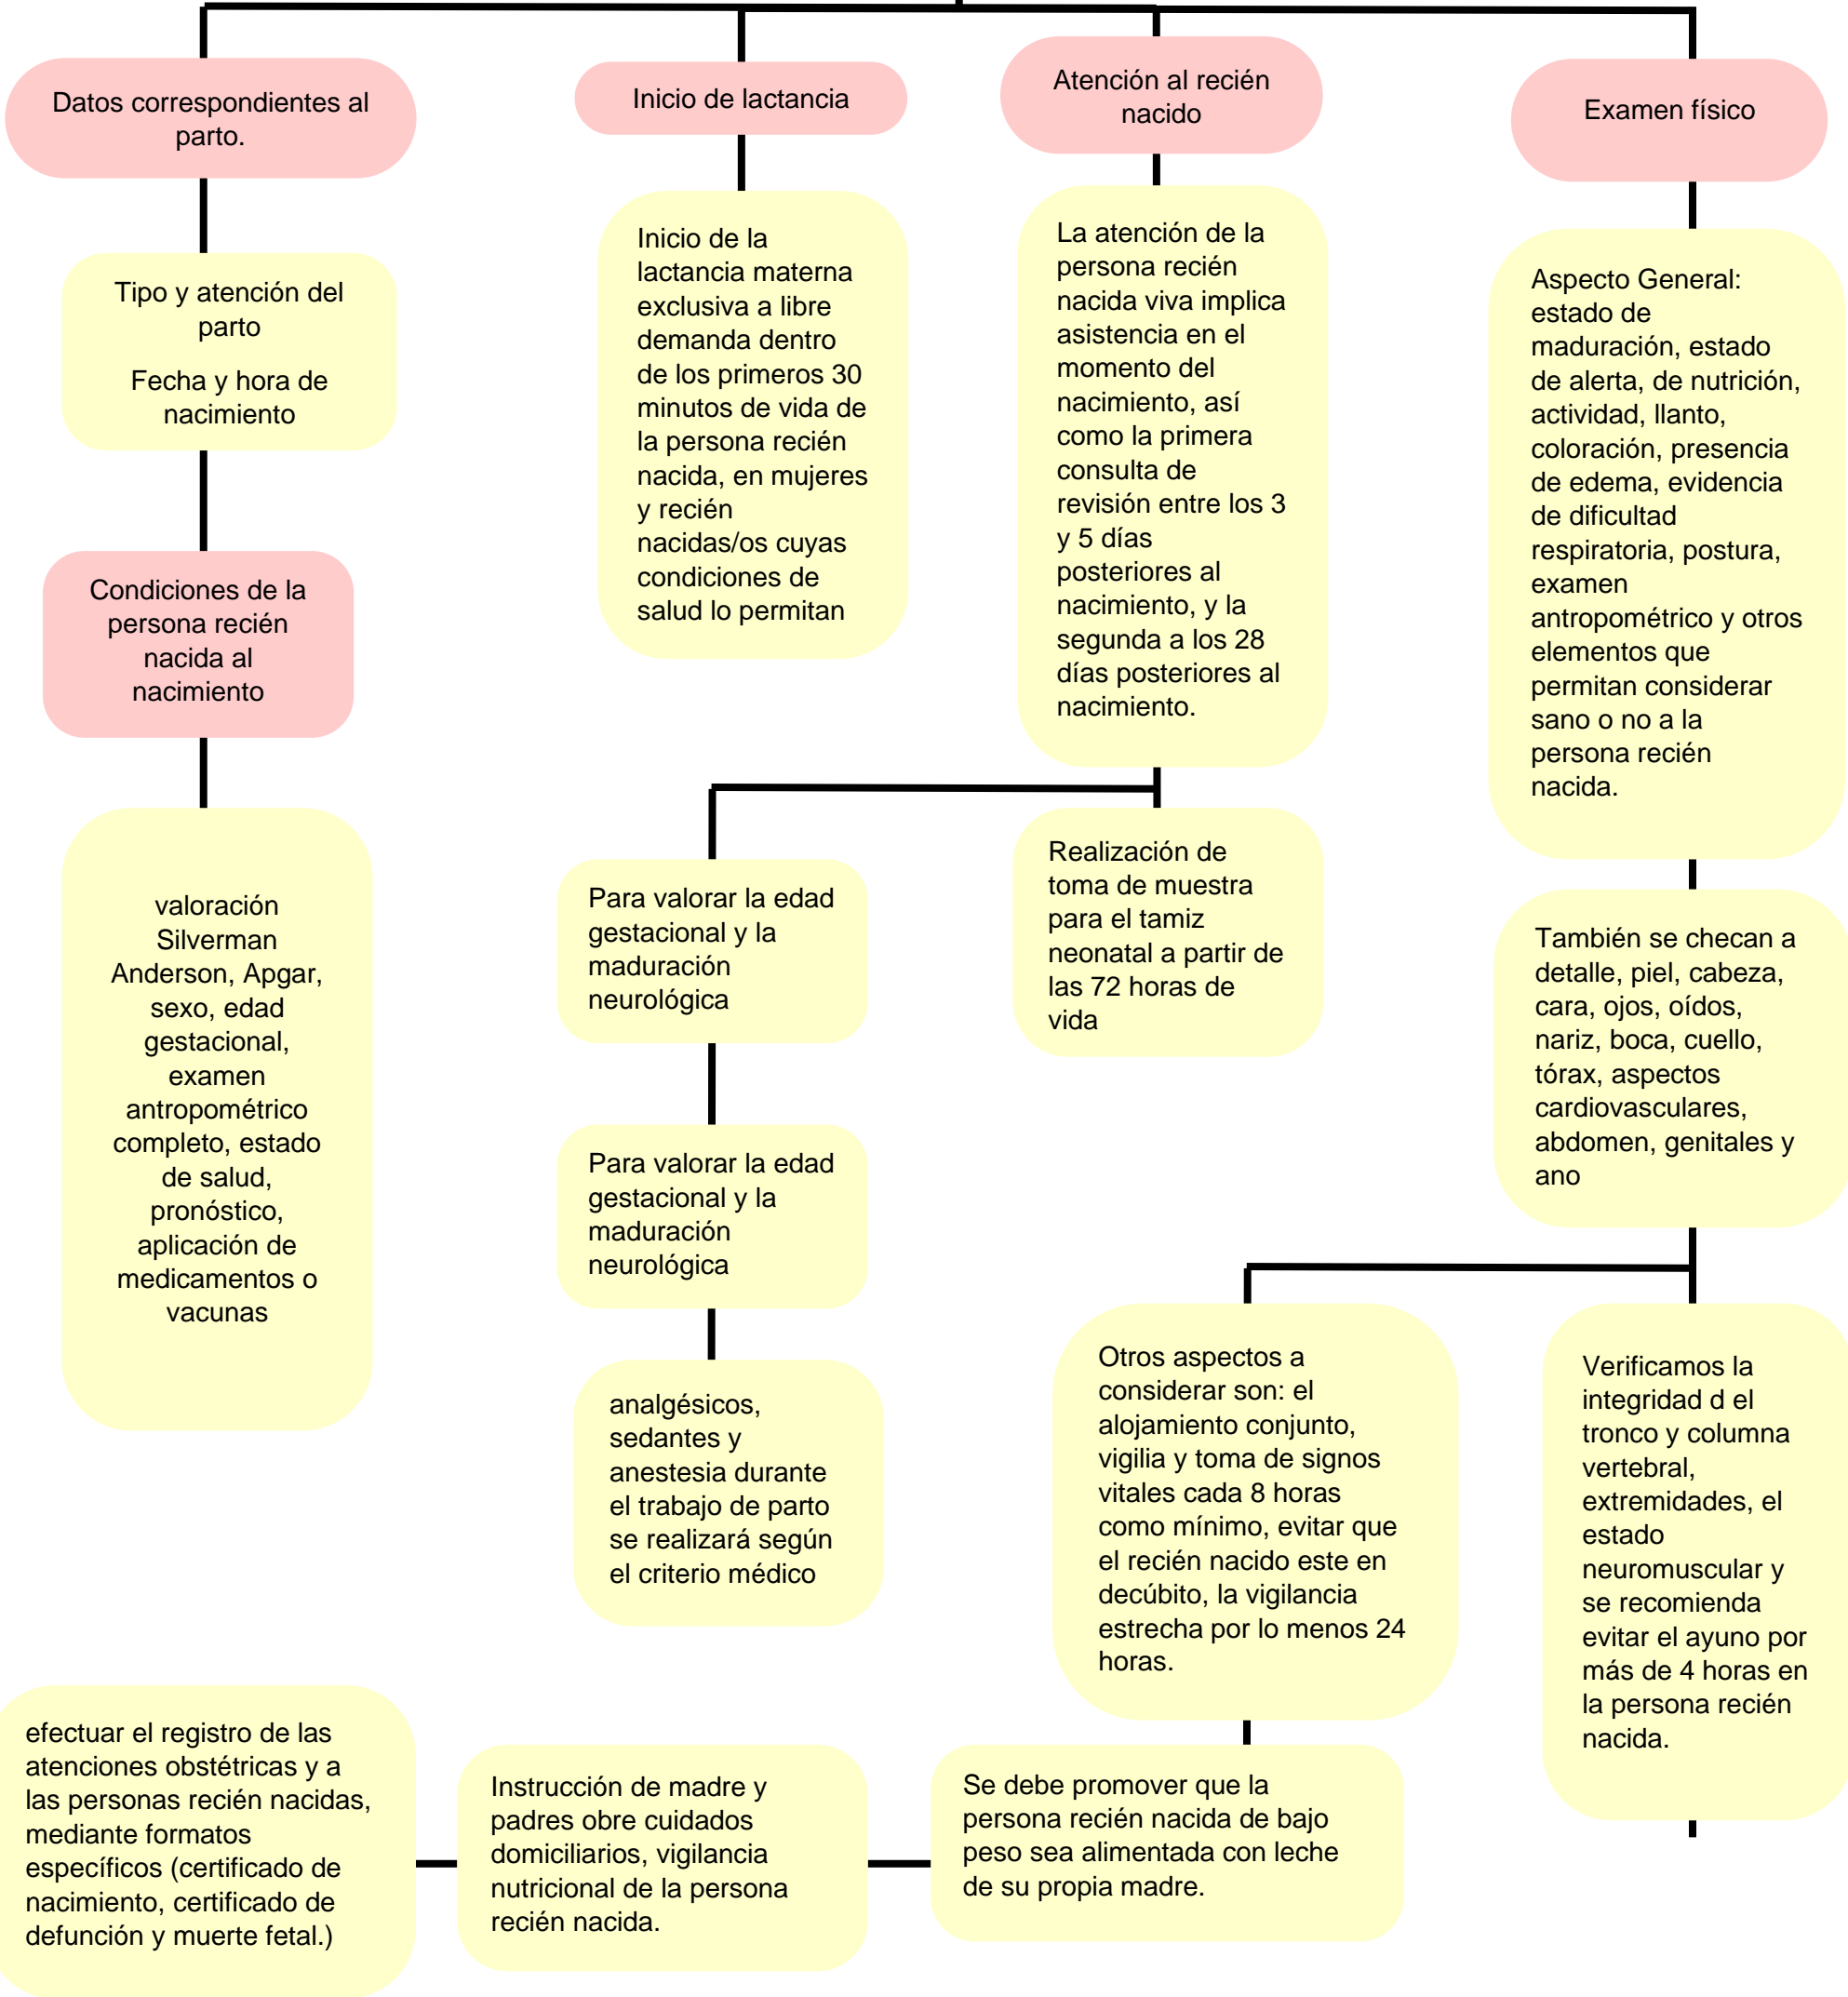 Datos correspondientes al
parto.
Tipo y atención del
parto
Fecha y hora de
nacimiento
Condiciones de la
persona recién
nacida al
nacimiento
valoración
Silverman
Anderson, Apgar,
sexo, edad
gestacional,
examen
antropométrico
completo, estado
de salud,
pronóstico,
aplicación de
medicamentos o
vacunas
Inicio de lactancia
Inicio de la
lactancia materna
exclusiva a libre
demanda dentro
de los primeros 30
minutos de vida de
la persona recién
nacida, en mujeres
y recién
nacidas/os cuyas
condiciones de
salud lo permitan
Atención al recién
nacido
La atención de la
persona recién
nacida viva implica
asistencia en el
momento del
nacimiento, así
como la primera
consulta de
revisión entre los 3
y 5 días
posteriores al
nacimiento, y la
segunda a los 28
días posteriores al
nacimiento.
Para valorar la edad
gestacional y la
maduración
neurológica
Para valorar la edad
gestacional y la
maduración
neurológica
analgésicos,
sedantes y
anestesia durante
el trabajo de parto
se realizará según
el criterio médico
Realización de
toma de muestra
para el tamiz
neonatal a partir de
las 72 horas de
vida
Examen físico
Aspecto General:
estado de
maduración, estado
de alerta, de nutrición,
actividad, llanto,
coloración, presencia
de edema, evidencia
de dificultad
respiratoria, postura,
examen
antropométrico y otros
elementos que
permitan considerar
sano o no a la
persona recién
nacida.
También se checan a
detalle, piel, cabeza,
cara, ojos, oídos,
nariz, boca, cuello,
tórax, aspectos
cardiovasculares,
abdomen, genitales y
ano
Verificamos la
integridad d el
tronco y columna
vertebral,
extremidades, el
estado
neuromuscular y
se recomienda
evitar el ayuno por
más de 4 horas en
la persona recién
nacida.
Otros aspectos a
considerar son: el
alojamiento conjunto,
vigilia y toma de signos
vitales cada 8 horas
como mínimo, evitar que
el recién nacido este en
decúbito, la vigilancia
estrecha por lo menos 24
horas.
Se debe promover que la
persona recién nacida de bajo
peso sea alimentada con leche
de su propia madre.
Instrucción de madre y
padres obre cuidados
domiciliarios, vigilancia
nutricional de la persona
recién nacida.
efectuar el registro de las
atenciones obstétricas y a
las personas recién nacidas,
mediante formatos
específicos (certificado de
nacimiento, certificado de
defunción y muerte fetal.)